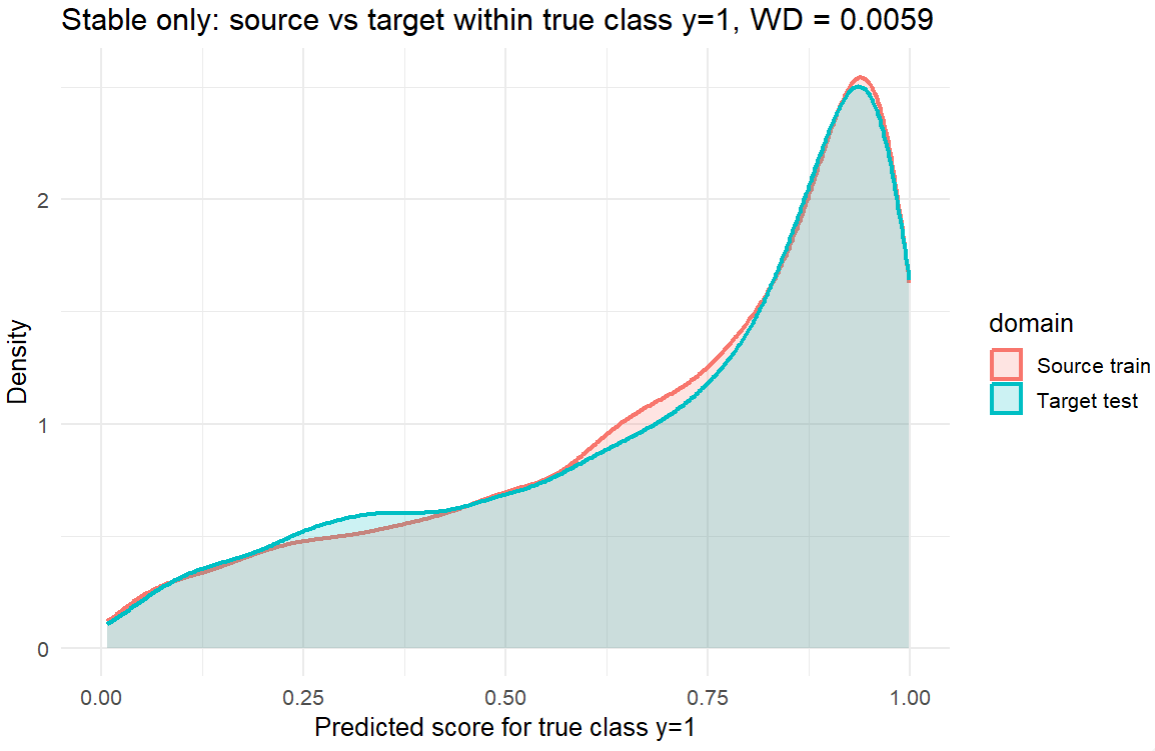 Stable only: source vs target within true class y=1, WD = 0.0059
Density
2
1
0
0.00 0.25 0.50 0.75 1.00
Predicted score for true class y=1
domain
Source train
Target test